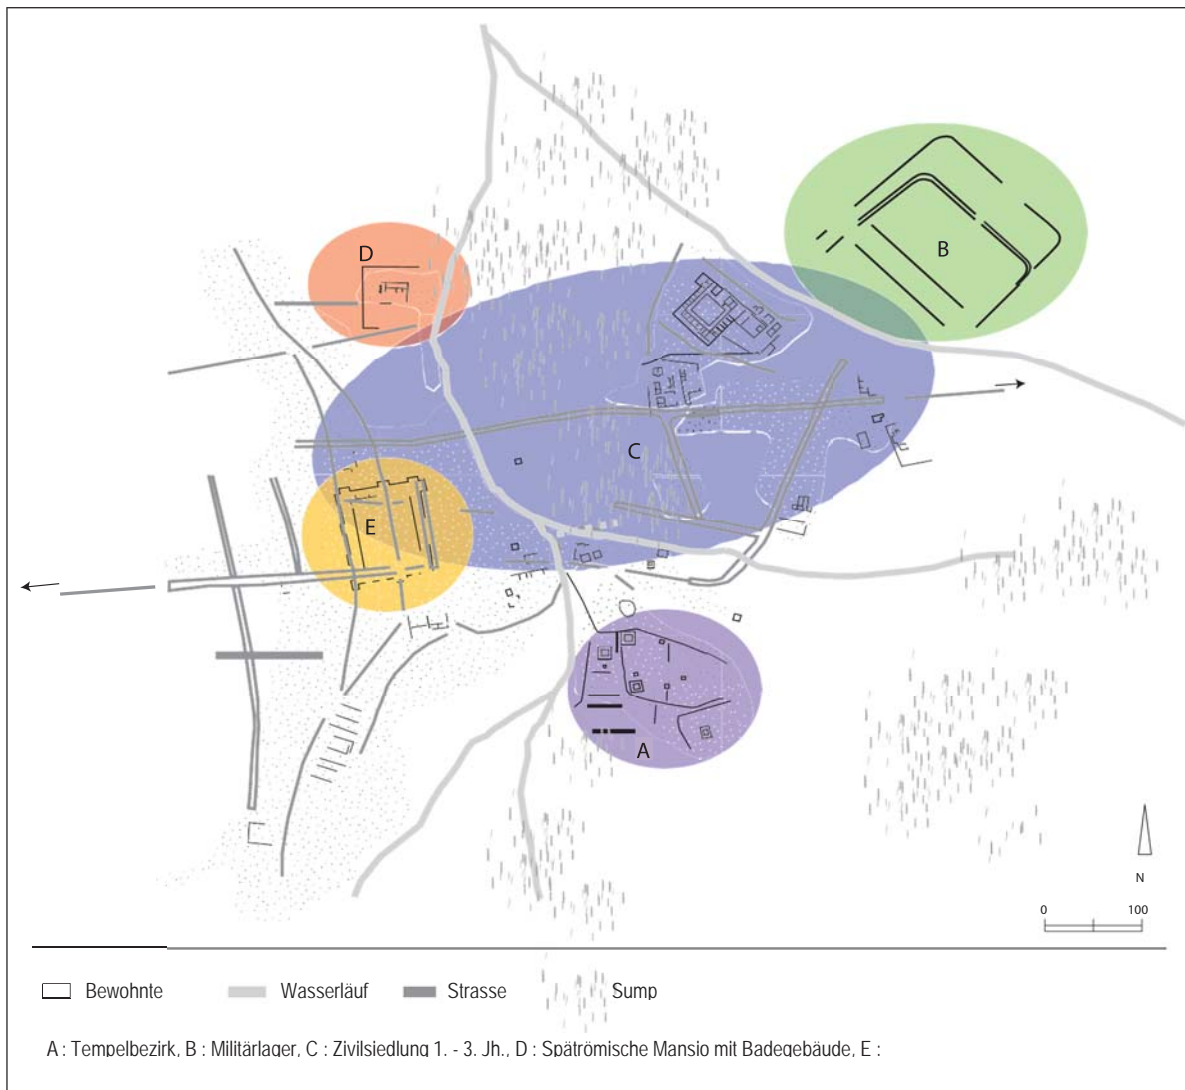 D
B
C
E
A
N
0 100
Bewohnte Wasserläuf Strasse Sump
A : Tempelbezirk, B : Militärlager, C : Zivilsiedlung 1. - 3. Jh., D : Spätrömische Mansio mit Badegebäude, E :